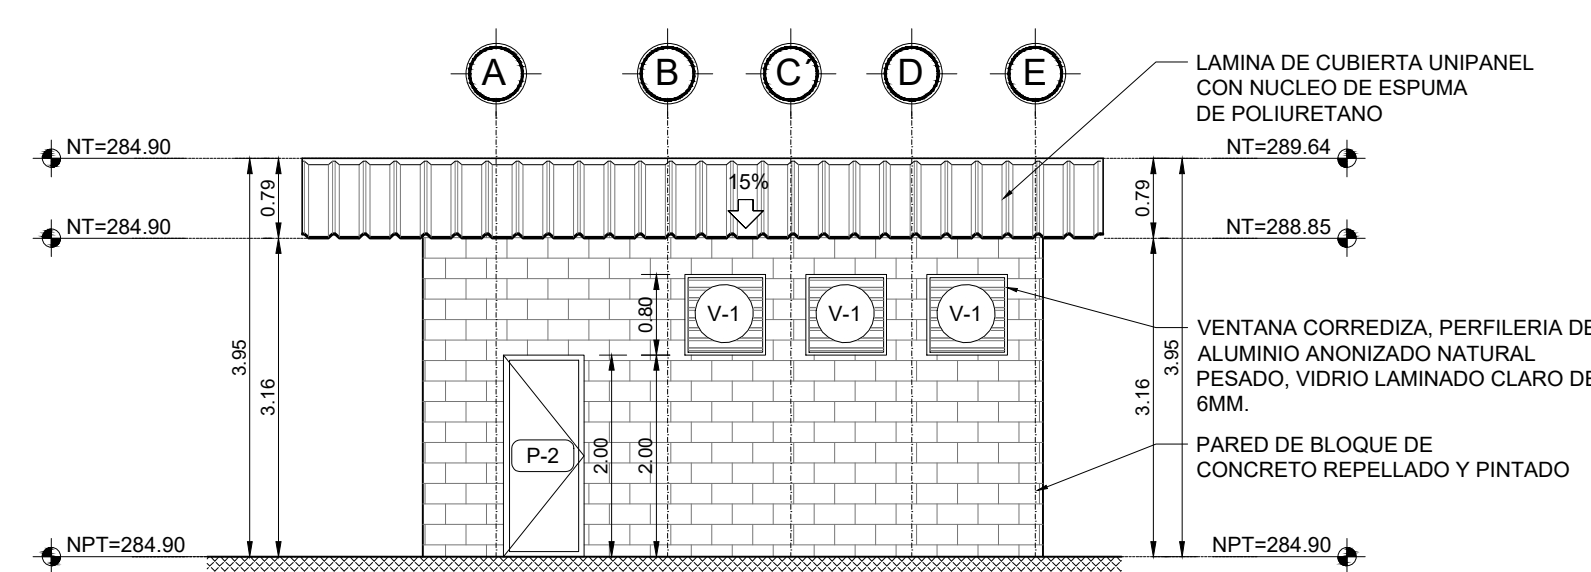 A
B
C´
D
E
LAMINA DE CUBIERTA UNIPANEL
CON NUCLEO DE ESPUMA
DE POLIURETANO
NT=284.90
NT=289.64
0.79
15%
0.79
NT=284.90
NT=288.85
0.80
V-1
V-1
V-1
VENTANA CORREDIZA, PERFILERIA DE
ALUMINIO ANONIZADO NATURAL
PESADO, VIDRIO LAMINADO CLARO DE
6MM.
3.95
3.16
3.95
3.16
P-2
2.00
2.00
PARED DE BLOQUE DE
CONCRETO REPELLADO Y PINTADO
NPT=284.90
NPT=284.90